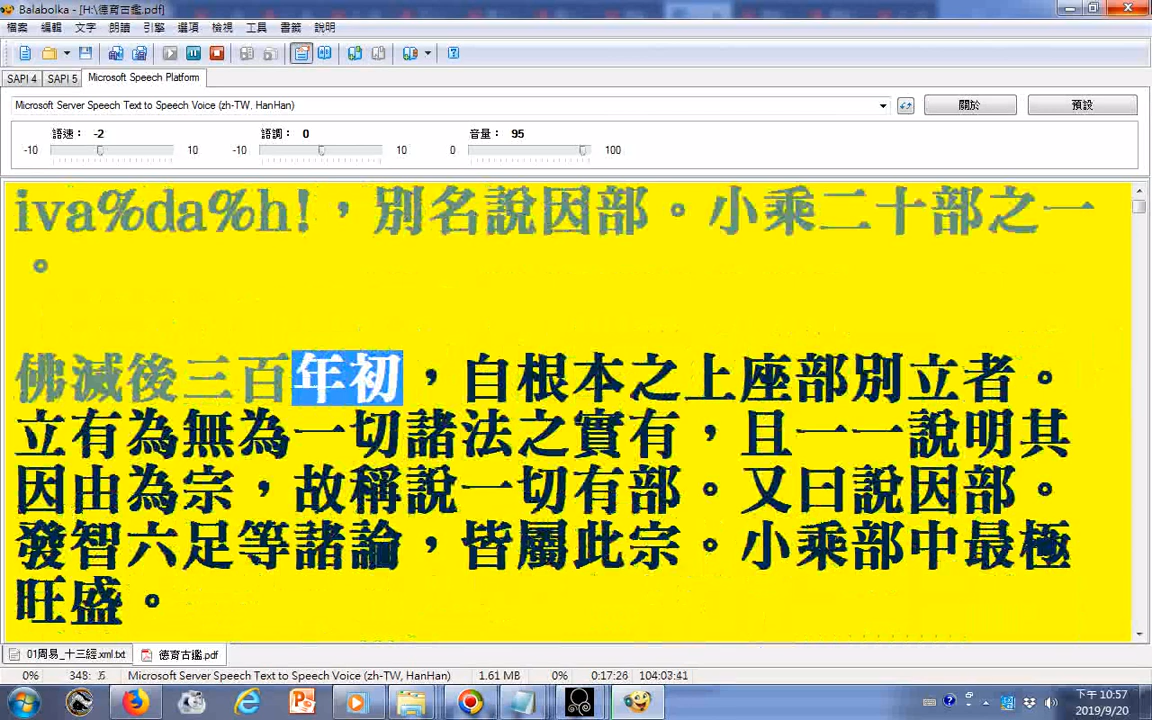 Balabolka - [H:\德育古鑑.pdf]
檔案 編輯 文字 朗讀 引擎 選項 檢視 工具 書籤 說明
SAPI 4 SAPI 5 Microsoft Speech Platform
Microsoft Server Speech Text to Speech Voice (zh-TW, HanHan) 關於 預設
語速： -2 語調： 0 音量： 95
-10 10 -10 10 0 100
iva%da%h!，別名說因部。小乘二十部之一
。
佛滅後三百年初，自根本之上座部別立者。
立有為無為一切諸法之實有，且一一說明其
因由為宗，故稱說一切有部。又曰說因部。
發智六足等諸論，皆屬此宗。小乘部中最極
旺盛。
01周易_十三經.xml.txt 德育古鑑.pdf
0% 348: 5 Microsoft Server Speech Text to Speech Voice (zh-TW, HanHan) 1.61 MB 0% 0:17:26 104:03:41
下午 10:57
2019/9/20